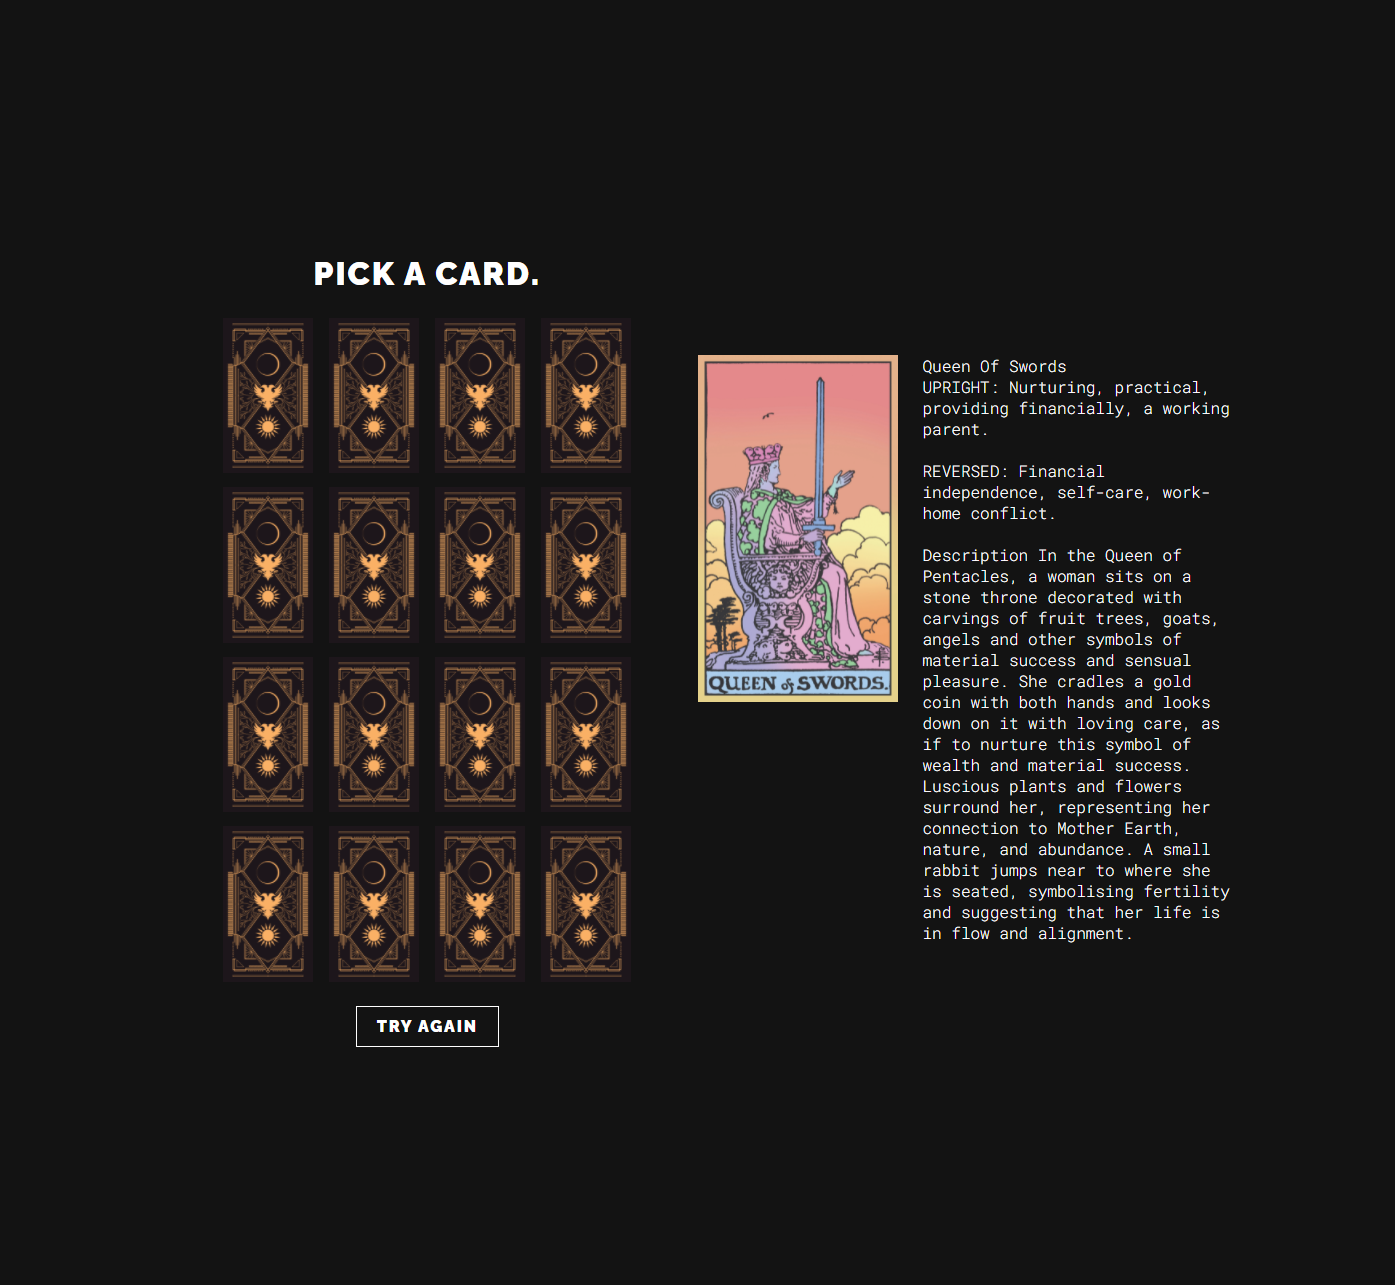 PICK A CARD.
TRY AGAIN
QUEEN of SWORDS.
Queen Of Swords
UPRIGHT: Nurturing, practical,
providing financially, a working
parent.
REVERSED: Financial
independence, self-care, work-
home conflict.
Description In the Queen of
Pentacles, a woman sits on a
stone throne decorated with
carvings of fruit trees, goats,
angels and other symbols of
material success and sensual
pleasure. She cradles a gold
coin with both hands and looks
down on it with loving care, as
if to nurture this symbol of
wealth and material success.
Luscious plants and flowers
surround her, representing her
connection to Mother Earth,
nature, and abundance. A small
rabbit jumps near to where she
is seated, symbolising fertility
and suggesting that her life is
in flow and alignment.